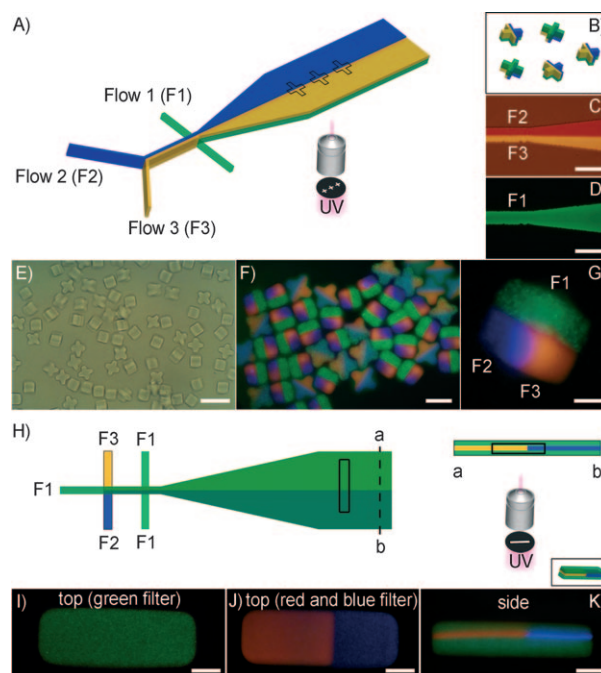 A)
B)
Flow 1 (F1)
Flow 2 (F2)
Flow 3 (F3)
UV
C)
F2
F3
D)
F1
E)
F)
G)
F1
F2
F3
H)
F3 F1
F1
F2 F1
a
b
a b
UV
I) top (green filter)
J) top (red and blue filter)
side K)